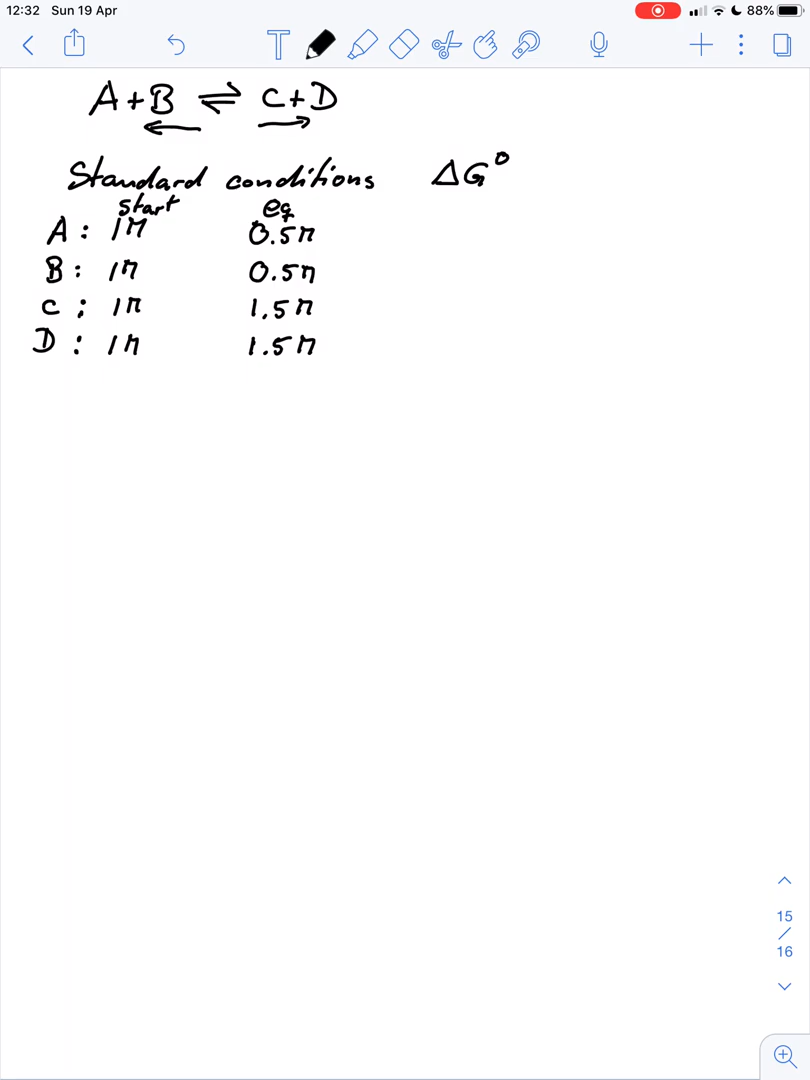 12:32 Sun 19 Apr 88%
T
A+B ⇌ C+D
←— —→
Standard conditions ΔG°
start eq
A: 1M 0.5M
B: 1M 0.5M
C; 1M 1.5M
D: 1M 1.5M
15
/
16